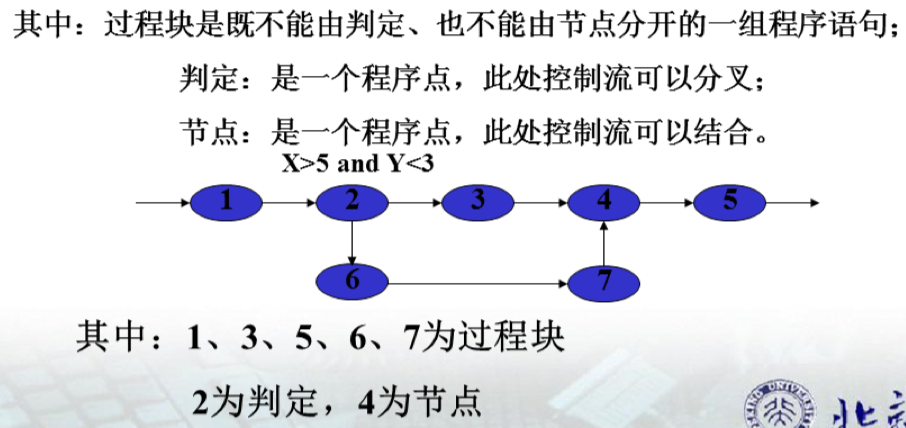 其中：过程块是既不能由判定、也不能由节点分开的一组程序语句；
判定：是一个程序点，此处控制流可以分叉；
节点：是一个程序点，此处控制流可以结合。
X>5 and Y<3
1 2 3 4 5
6 7
其中：1、3、5、6、7为过程块
2为判定，4为节点